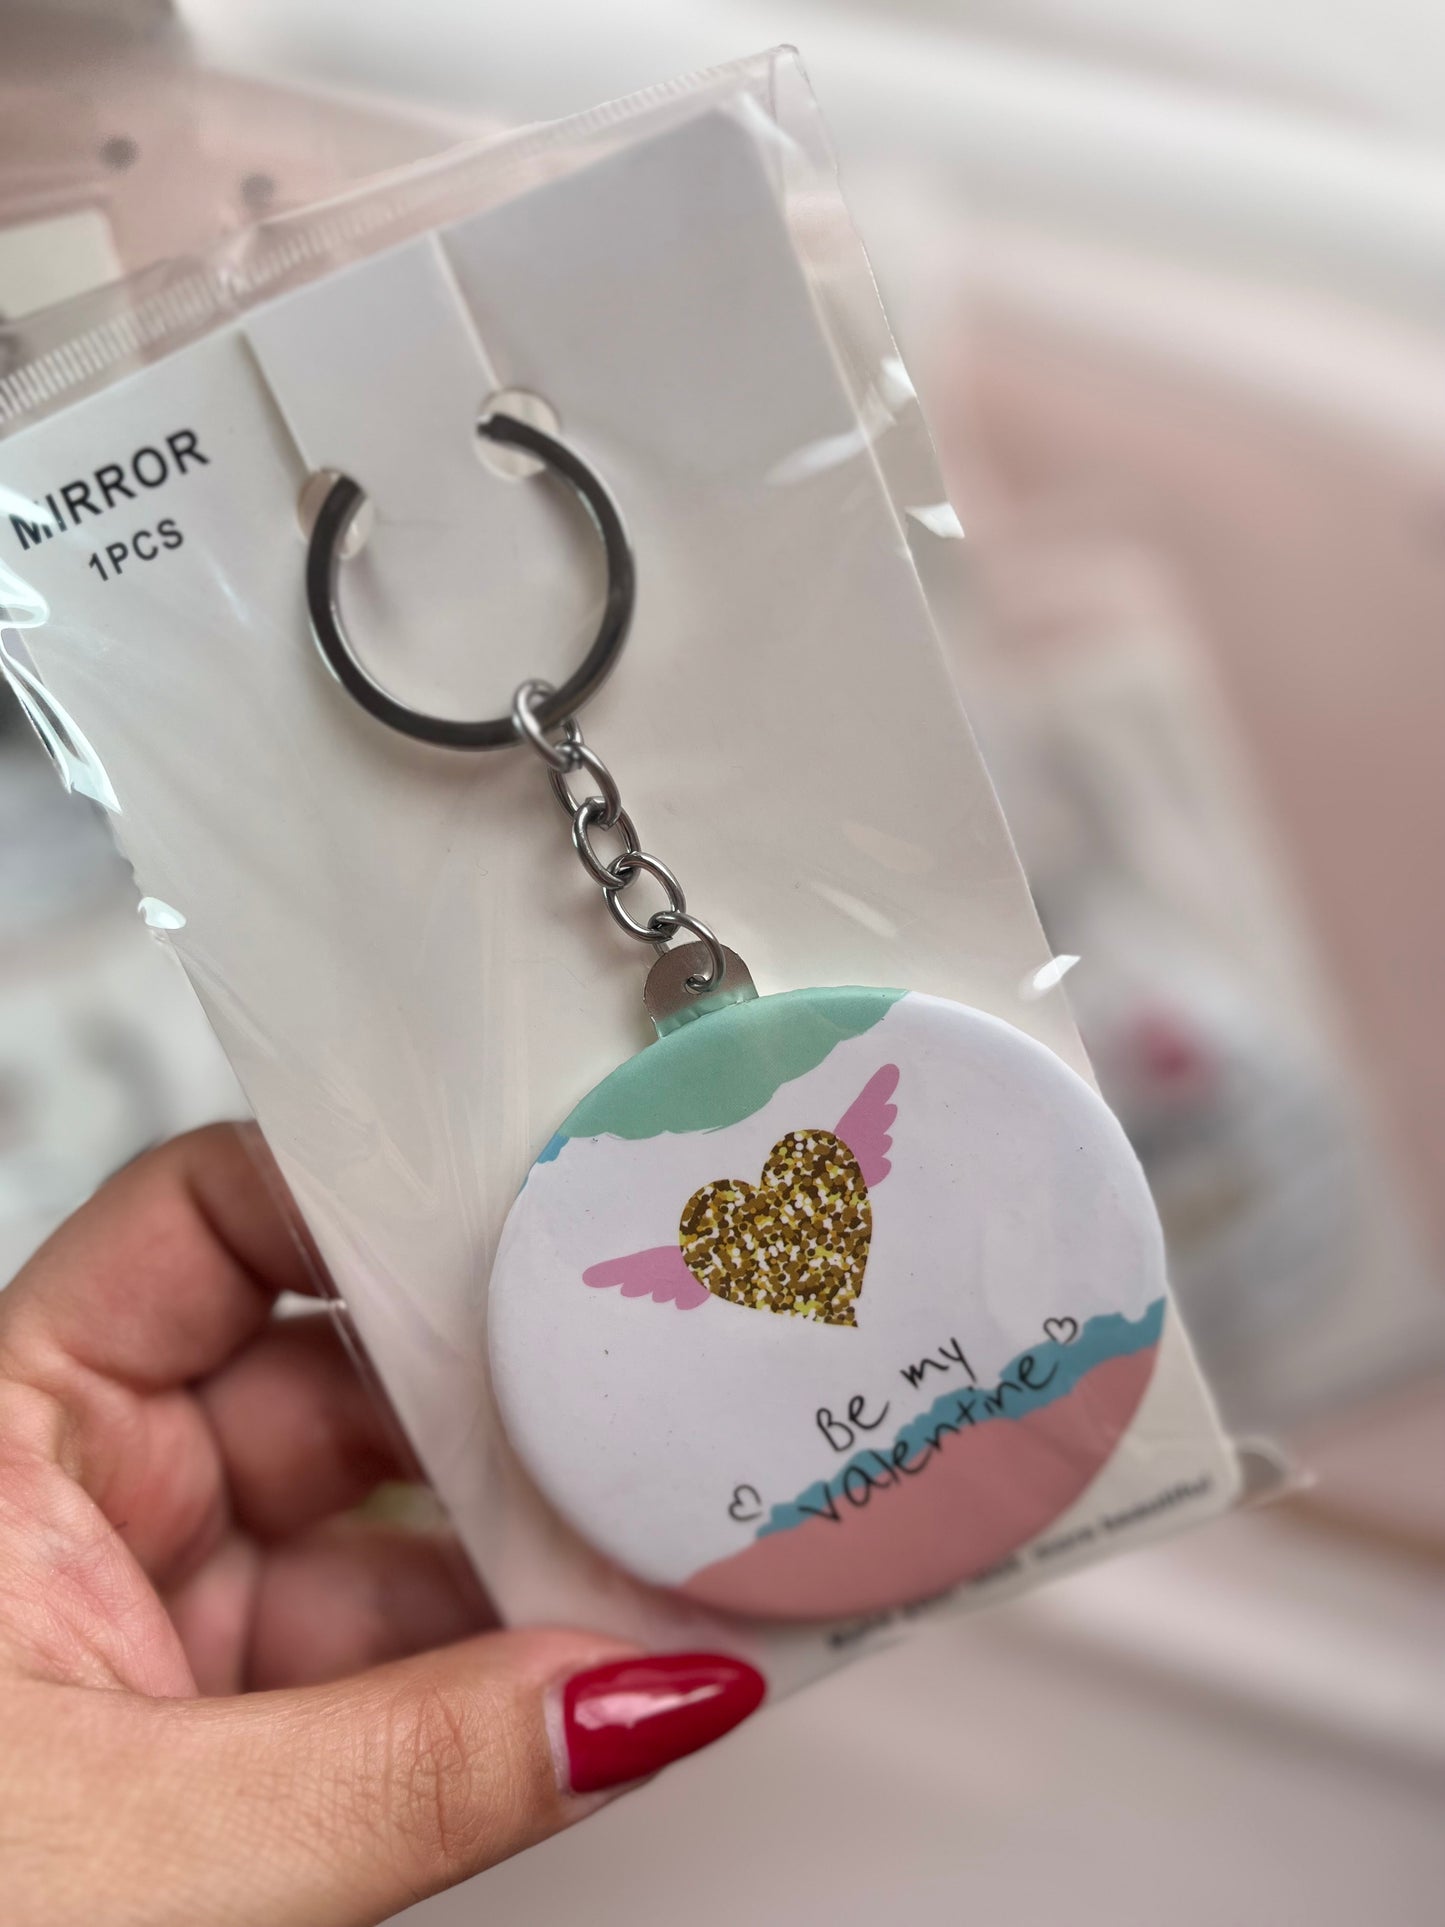 MIRROR
1PCS
Be my
valentine